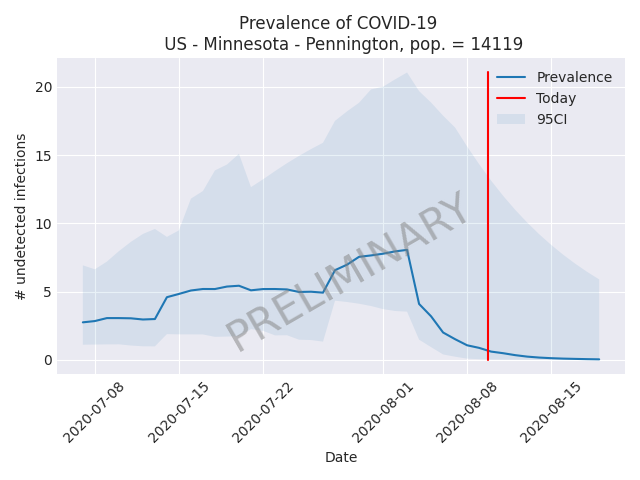 Prevalence of COVID-19
US - Minnesota - Pennington, pop. = 14119
# undetected infections
20
15
10
5
0
Prevalence
Today
95CI
PRELIMINARY
2020-07-08
2020-07-15
2020-07-22
2020-08-01
2020-08-08
2020-08-15
Date